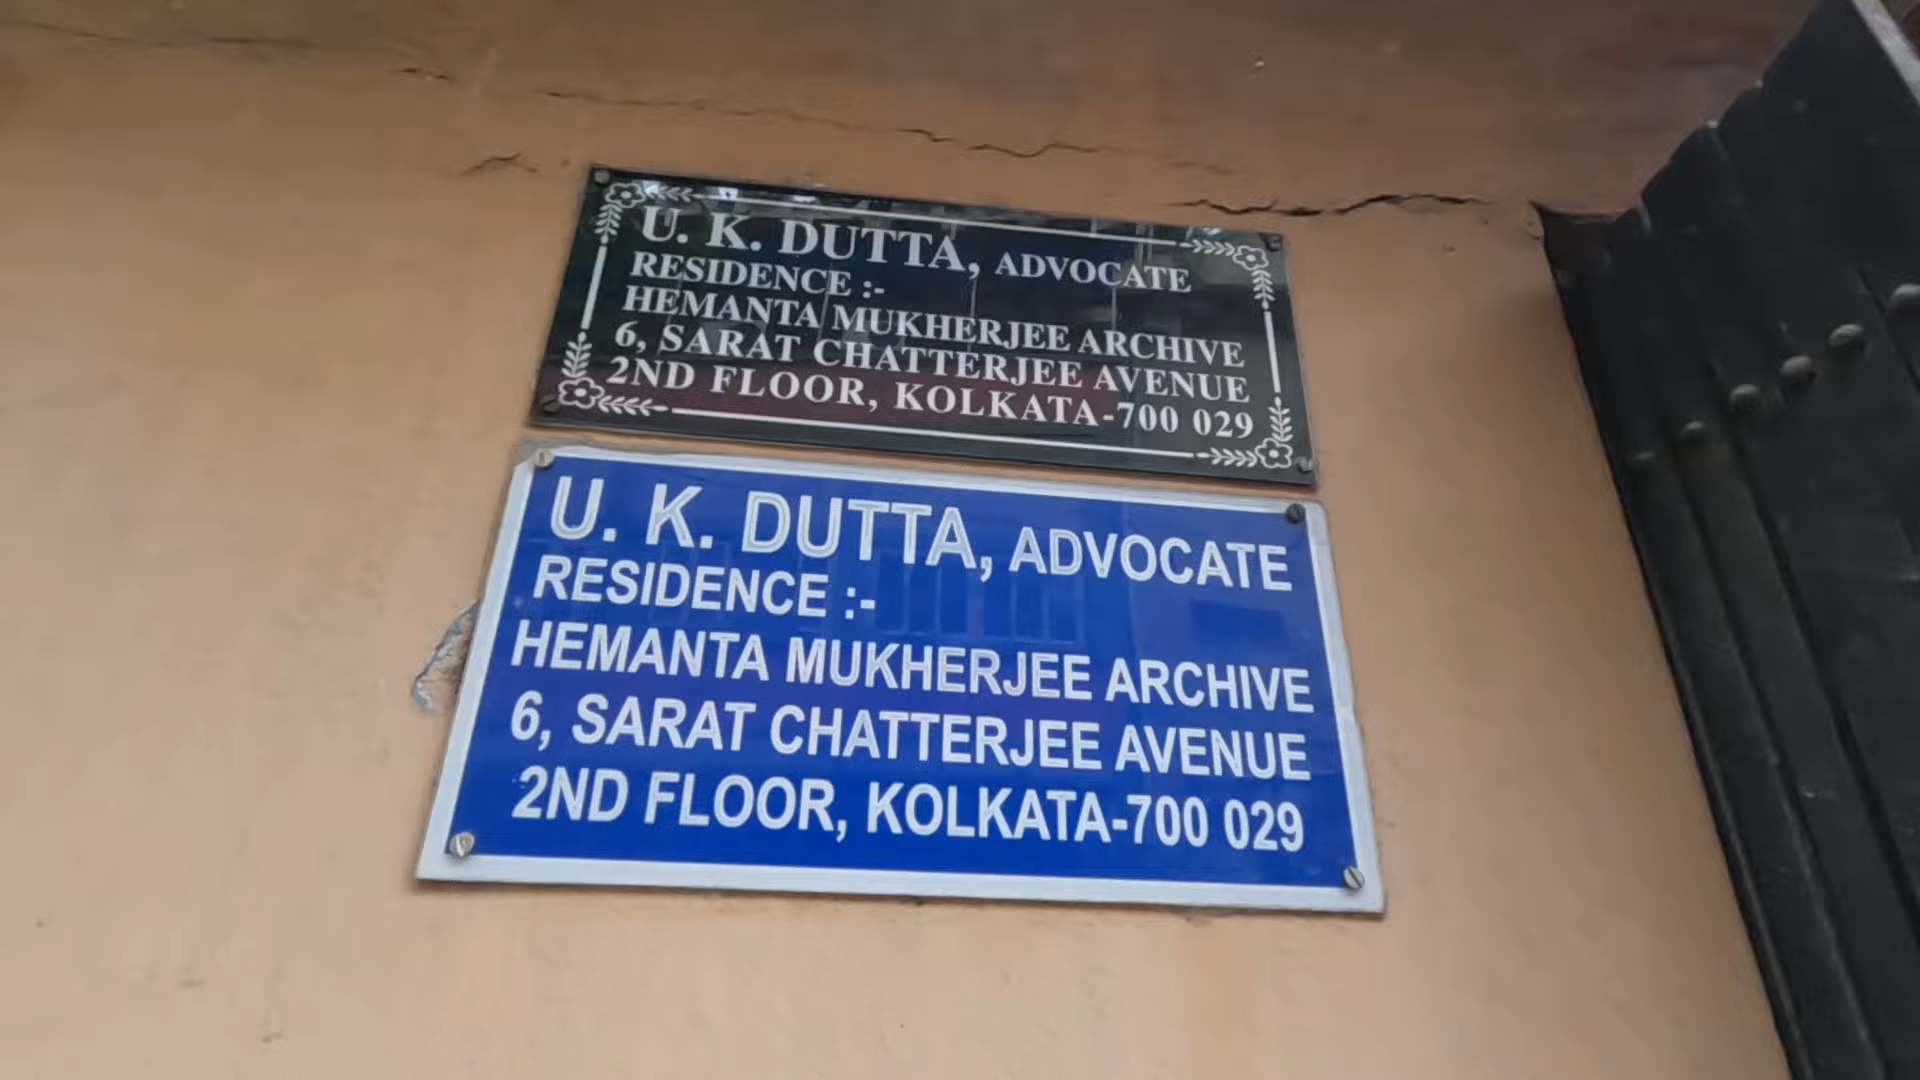 U. K. DUTTA, ADVOCATE
RESIDENCE :-
HEMANTA MUKHERJEE ARCHIVE
6, SARAT CHATTERJEE AVENUE
2ND FLOOR, KOLKATA-700 029
U. K. DUTTA, ADVOCATE
RESIDENCE :-
HEMANTA MUKHERJEE ARCHIVE
6, SARAT CHATTERJEE AVENUE
2ND FLOOR, KOLKATA-700 029